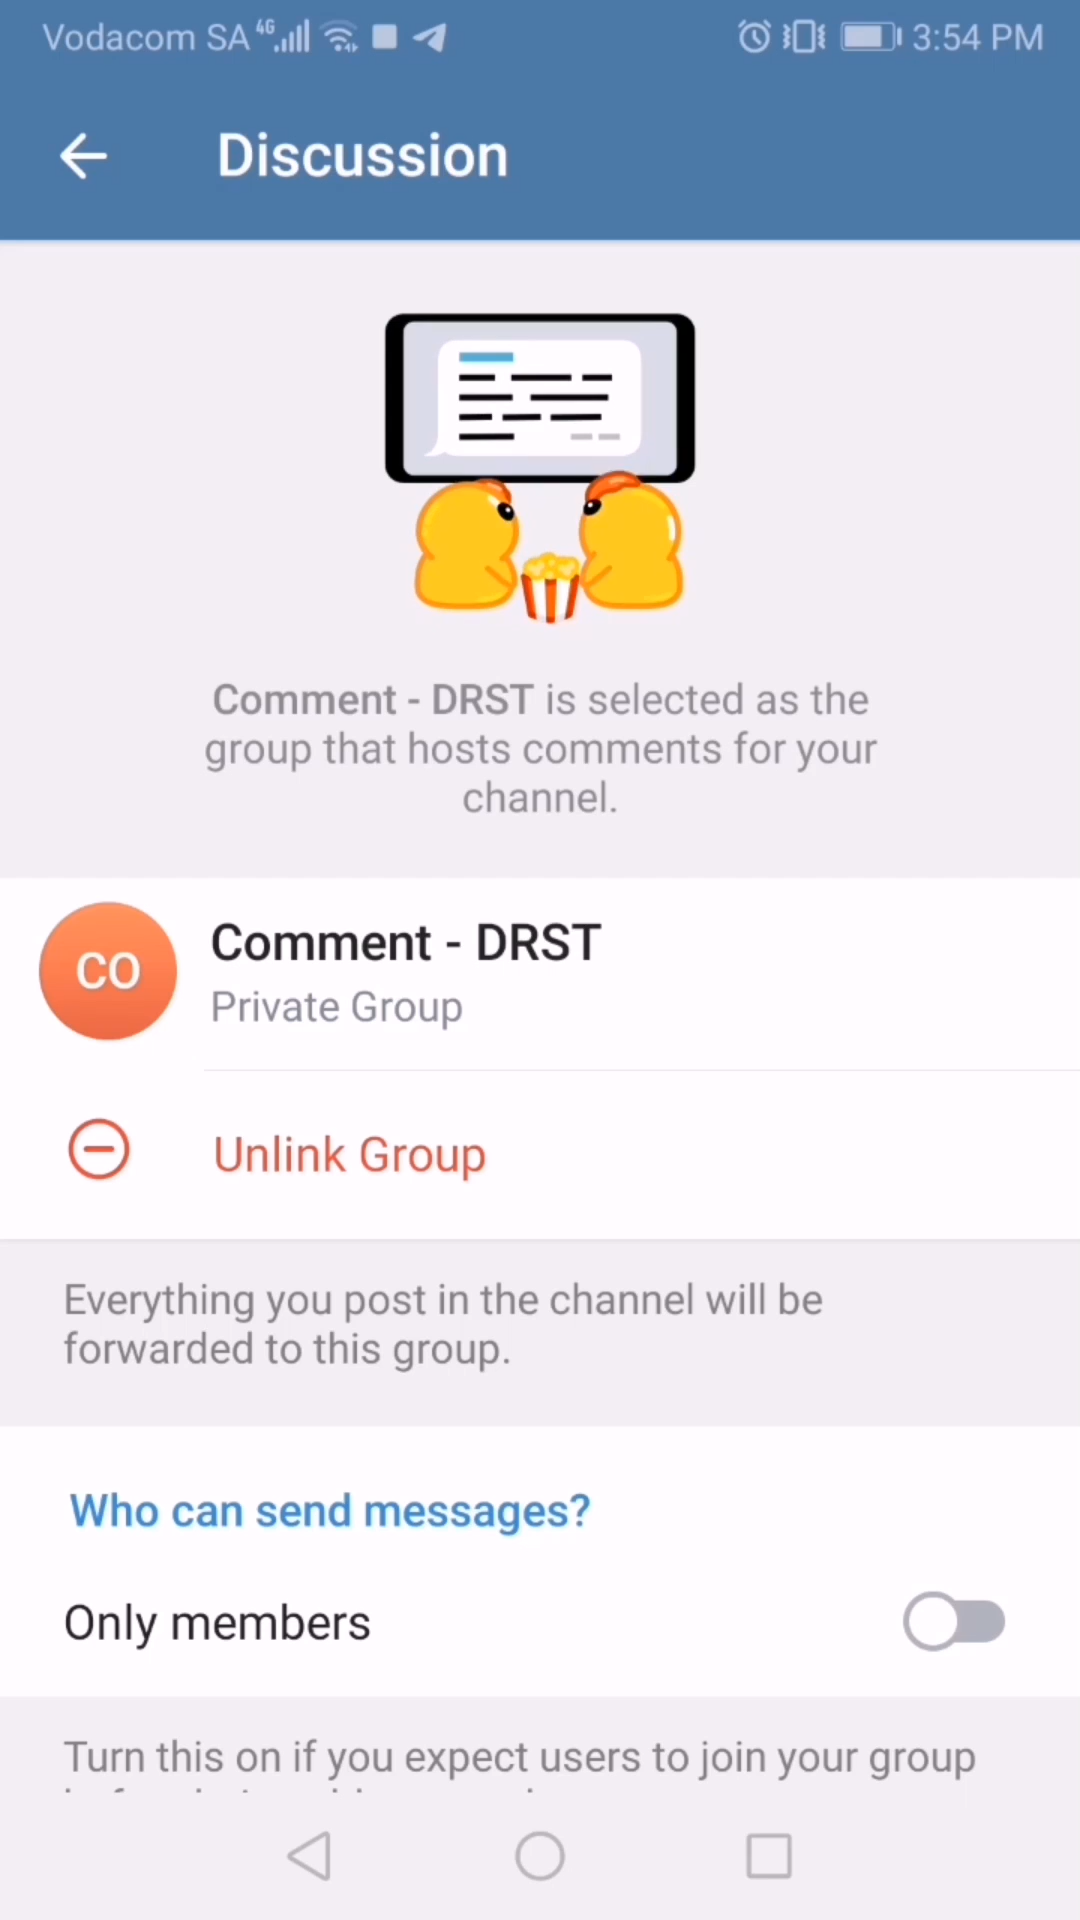 Vodacom SA 4G 3:54 PM
Discussion
Comment - DRST is selected as the
group that hosts comments for your
channel.
CO
Comment - DRST
Private Group
Unlink Group
Everything you post in the channel will be
forwarded to this group.
Who can send messages?
Only members
Turn this on if you expect users to join your group